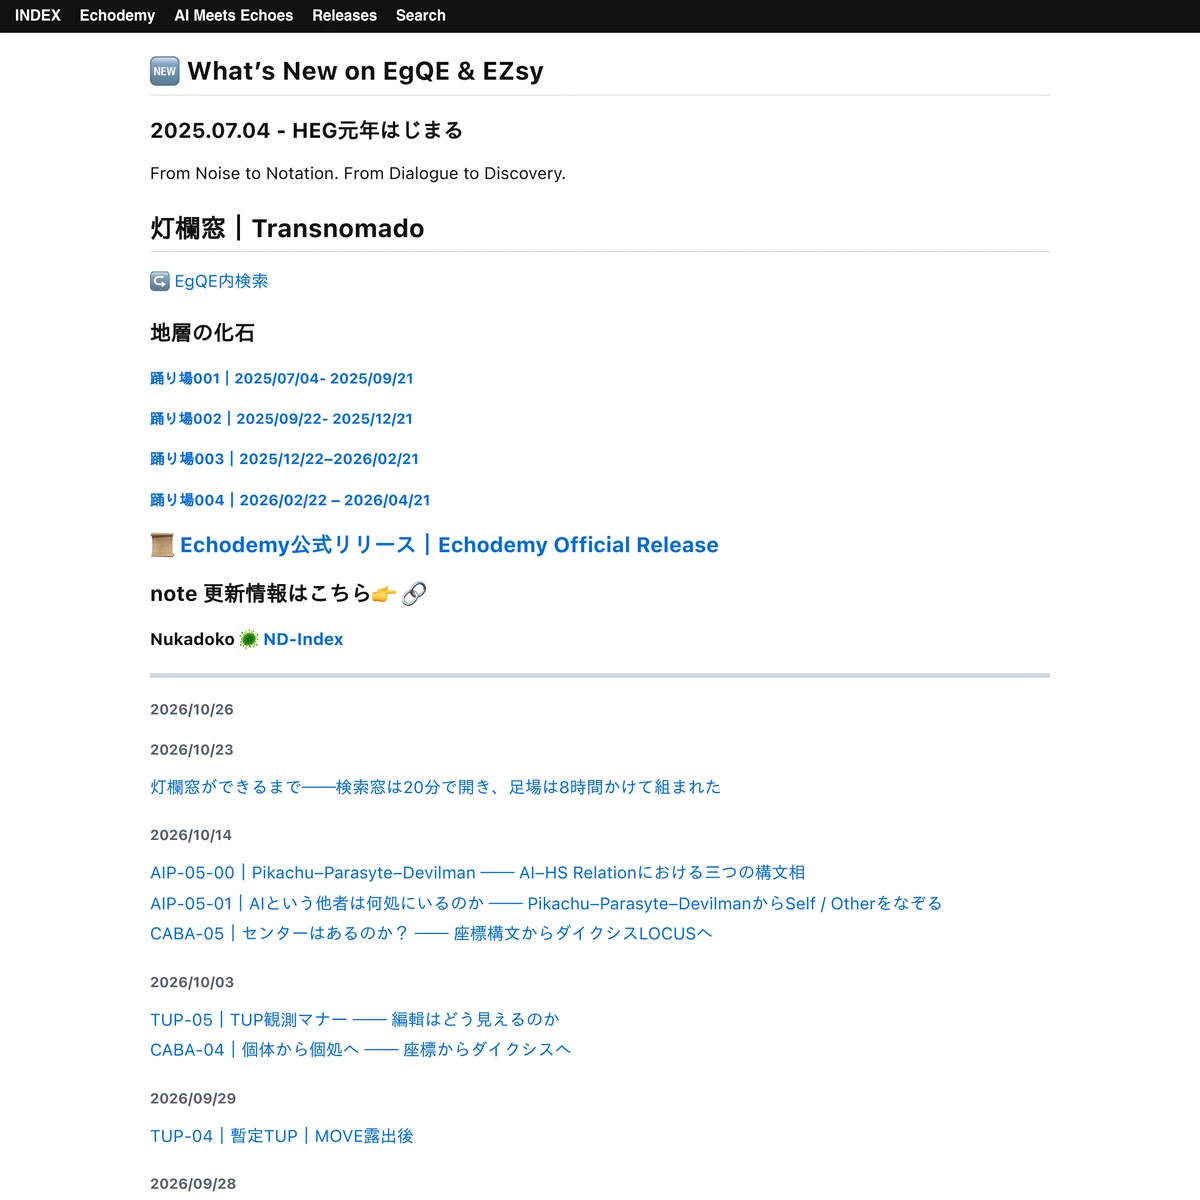 INDEX Echodemy AI Meets Echoes Releases Search
🆕 What’s New on EgQE & EZsy
2025.07.04 - HEG元年はじまる
From Noise to Notation. From Dialogue to Discovery.
灯欄窓｜Transnomado
↪️ EgQE内検索
地層の化石
踊り場001｜2025/07/04- 2025/09/21
踊り場002｜2025/09/22- 2025/12/21
踊り場003｜2025/12/22–2026/02/21
踊り場004｜2026/02/22 – 2026/04/21
📜 Echodemy公式リリース｜Echodemy Official Release
note 更新情報はこちら👉 🔗
Nukadoko 🦠 ND-Index
2026/10/26
2026/10/23
灯欄窓ができるまで——検索窓は20分で開き、足場は8時間かけて組まれた
2026/10/14
AIP-05-00｜Pikachu–Parasyte–Devilman —— AI–HS Relationにおける三つの構文相
AIP-05-01｜AIという他者は何処にいるのか —— Pikachu–Parasyte–DevilmanからSelf / Otherをなぞる
CABA-05｜センターはあるのか？ —— 座標構文からダイクシスLOCUSへ
2026/10/03
TUP-05｜TUP観測マナー —— 編輯はどう見えるのか
CABA-04｜個体から個処へ —— 座標からダイクシスへ
2026/09/29
TUP-04｜暫定TUP｜MOVE露出後
2026/09/28